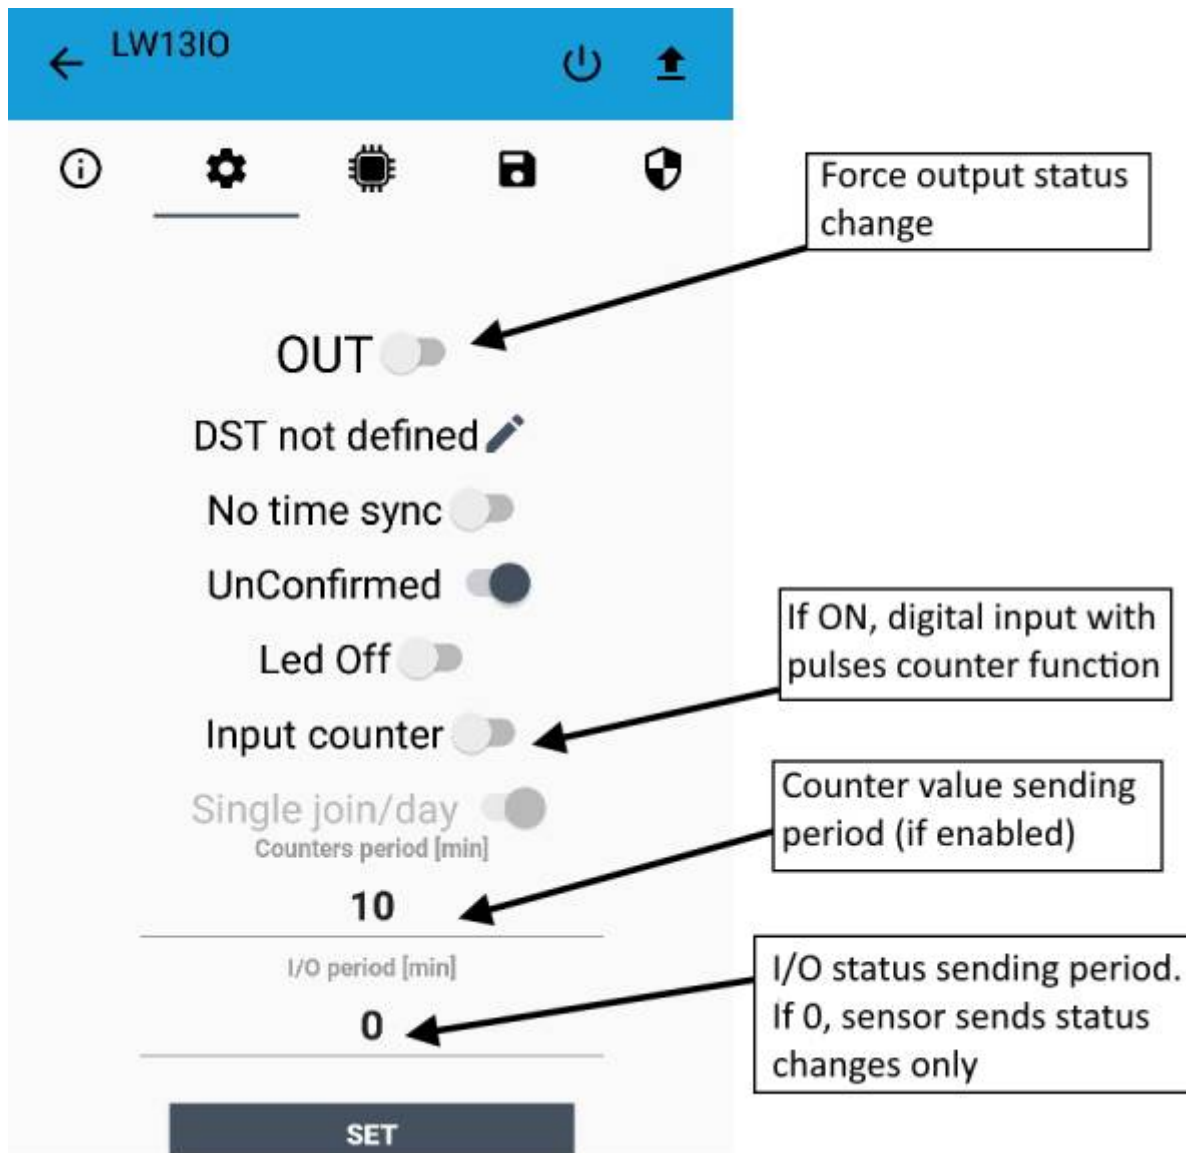 LW13IO
Force output status
change
OUT
DST not defined
No time sync
UnConfirmed
If ON, digital input with
pulses counter function
Led Off
Input counter
Counter value sending
period (if enabled)
Single join/day
Counters period [min]
10
I/O status sending period.
If 0, sensor sends status
changes only
I/O period [min]
0
SET